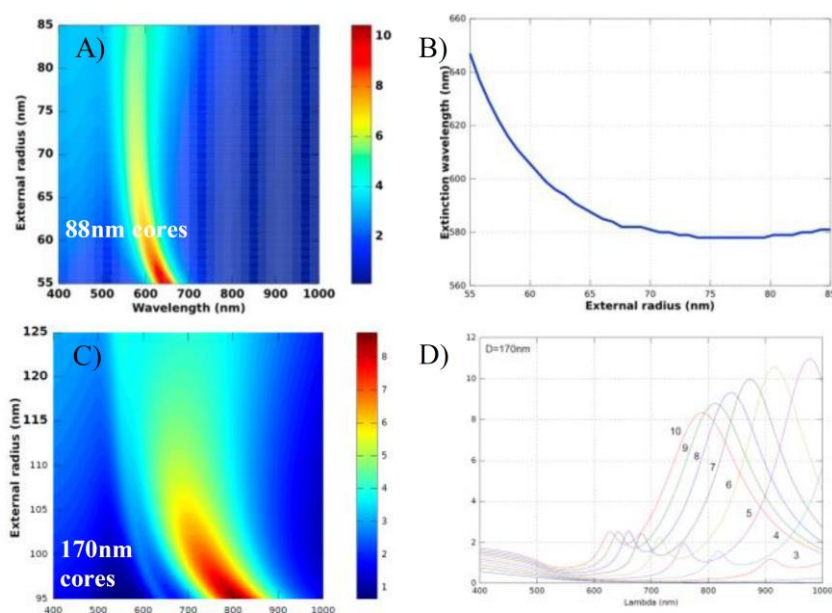 A)
External radius (nm)
85
80
75
70
65
60
55
88nm cores
400 500 600 700 800 900 1000
Wavelength (nm)
10
8
6
4
2
B)
Extinction wavelength (nm)
660
640
620
600
580
560
55 60 65 70 75 80 85
External radius (nm)
C)
External radius (nm)
125
120
115
110
105
100
95
170nm
cores
400 500 600 700 800 900 1000
8
7
6
5
4
3
2
1
D)
D=170nm
12
10
8
6
4
2
0
10
9
8
7
6
5
4
3
400 500 600 700 800 900 1000
Lambda (nm)